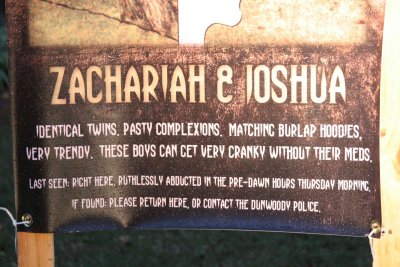 ZACHARIAH & JOSHUA
IDENTICAL TWINS. PASTY COMPLEXIONS. MATCHING BURLAP HOODIES,
VERY TRENDY. THESE BOYS CAN GET VERY CRANKY WITHOUT THEIR MEDS.
LAST SEEN: RIGHT HERE, RUTHLESSLY ABDUCTED IN THE PRE-DAWN HOURS THURSDAY MORNING.
IF FOUND: PLEASE RETURN HERE, OR CONTACT THE DUNWOODY POLICE.